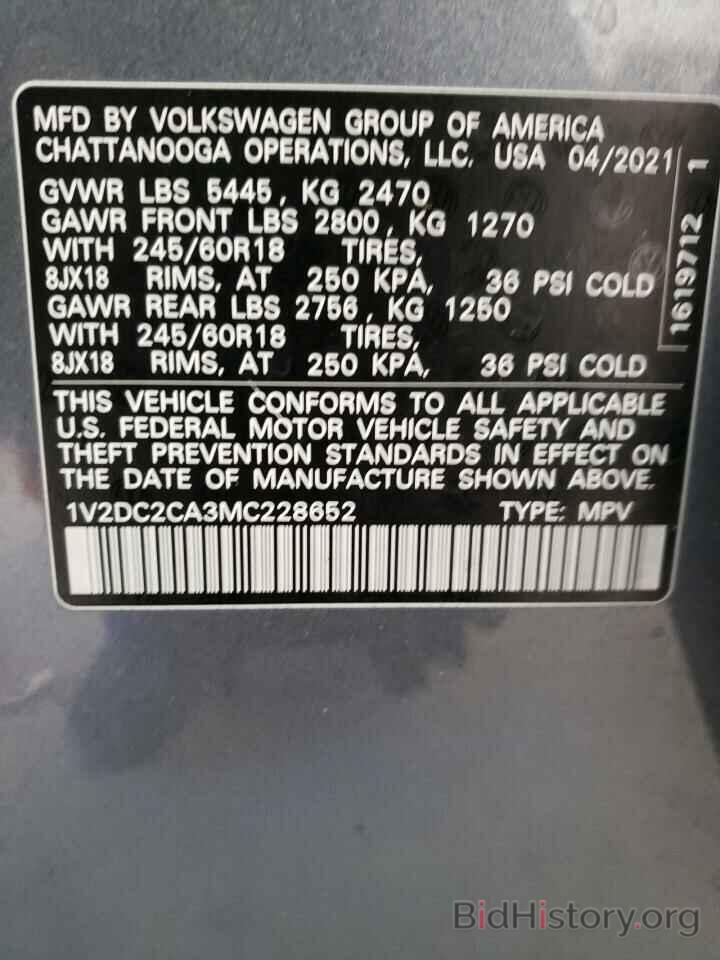 MFD BY VOLKSWAGEN GROUP OF AMERICA
CHATTANOOGA OPERATIONS, LLC. USA 04/2021
GVWR LBS 5445, KG 2470
GAWR FRONT LBS 2800, KG 1270
WITH 245/60R18 TIRES,
8JX18 RIMS, AT 250 KPA, 36 PSI COLD
GAWR REAR LBS 2756, KG 1250
WITH 245/60R18 TIRES,
8JX18 RIMS, AT 250 KPA, 36 PSI COLD
1619712 1
THIS VEHICLE CONFORMS TO ALL APPLICABLE
U.S. FEDERAL MOTOR VEHICLE SAFETY AND
THEFT PREVENTION STANDARDS IN EFFECT ON
THE DATE OF MANUFACTURE SHOWN ABOVE.
1V2DC2CA3MC228652 TYPE: MPV
BidHistory.org